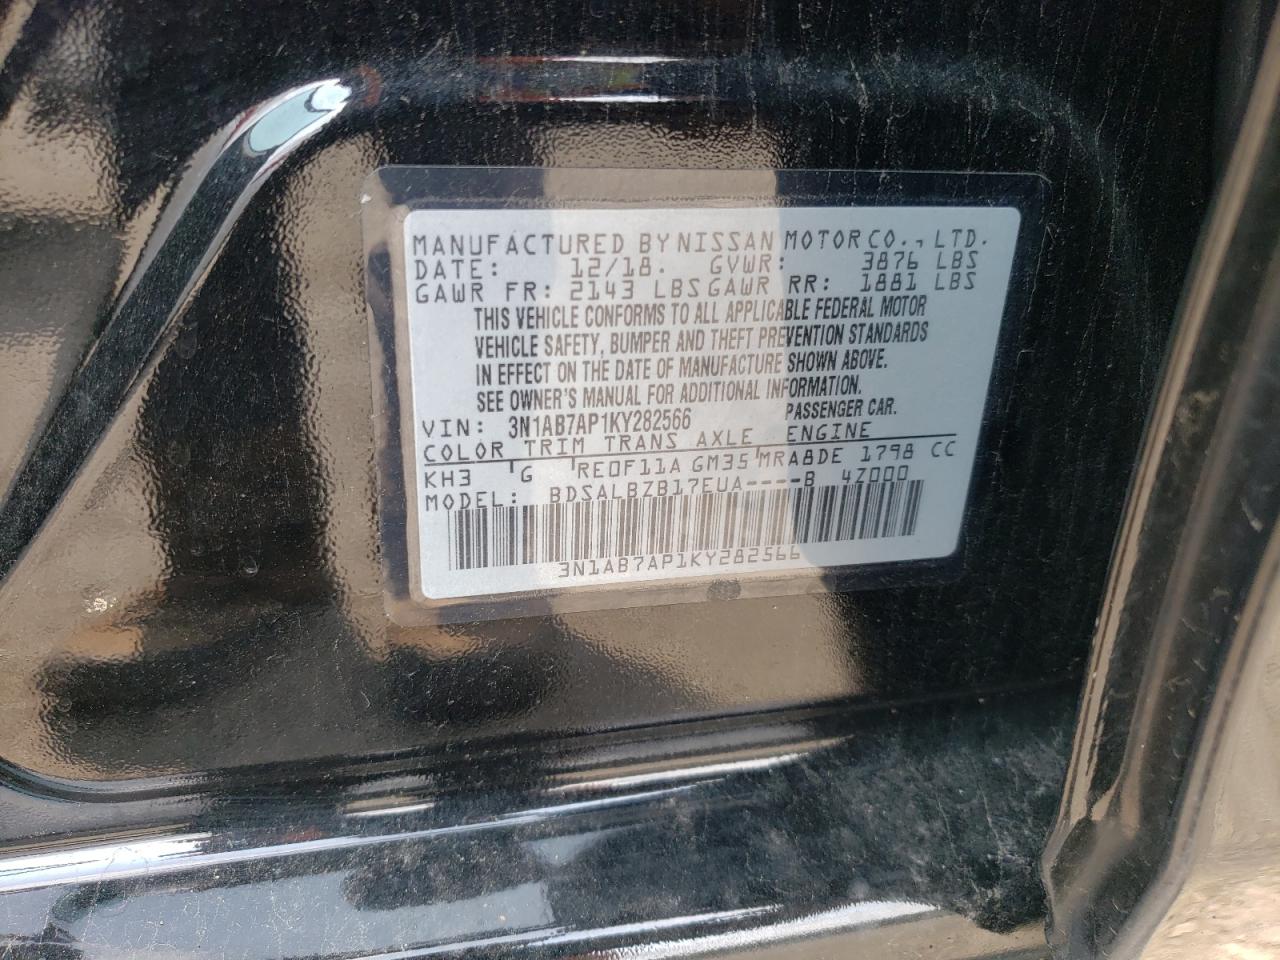 MANUFACTURED BY NISSAN MOTOR CO., LTD.
DATE: 12/18. GVWR: 3876 LBS
GAWR FR: 2143 LBS GAWR RR: 1881 LBS
THIS VEHICLE CONFORMS TO ALL APPLICABLE FEDERAL MOTOR
VEHICLE SAFETY, BUMPER AND THEFT PREVENTION STANDARDS
IN EFFECT ON THE DATE OF MANUFACTURE SHOWN ABOVE.
SEE OWNER'S MANUAL FOR ADDITIONAL INFORMATION.
VIN: 3N1AB7AP1KY282566 PASSENGER CAR.
COLOR TRIM TRANS AXLE ENGINE
KH3 G RE0F11A GM35 MRA8DE 1798 CC
MODEL: BDSALBZB17EUA----B 4Z000
3N1AB7AP1KY282566